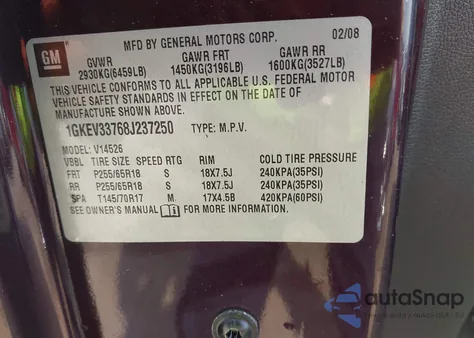 GM
MFD BY GENERAL MOTORS CORP. 02/08
GVWR GAWR FRT GAWR RR
2930KG(6459LB) 1450KG(3196LB) 1600KG(3527LB)
THIS VEHICLE CONFORMS TO ALL APPLICABLE U.S. FEDERAL MOTOR
VEHICLE SAFETY STANDARDS IN EFFECT ON THE DATE OF
MANUFACTURE SHOWN ABOVE.
1GKEV33768J237250 TYPE: M.P.V.
V14526
VSBL TIRE SIZE SPEED RTG RIM COLD TIRE PRESSURE
FRT P255/65R18 S 18X7.5J 240KPA(35PSI)
RR P255/65R18 S 18X7.5J 240KPA(35PSI)
SPA T145/70R17 M 17X4.5B 420KPA(60PSI)
SEE OWNER'S MANUAL FOR MORE INFORMATION.
autaSnap